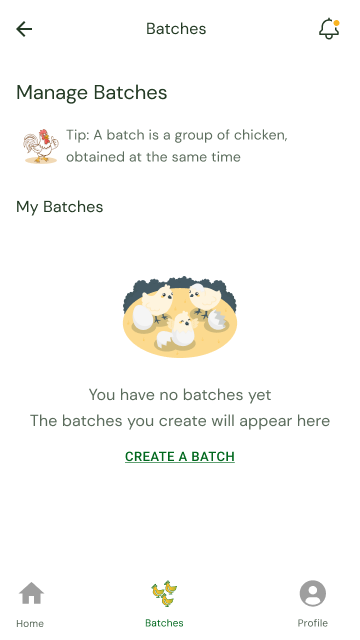 Batches
Manage Batches
Tip: A batch is a group of chicken,
obtained at the same time
My Batches
You have no batches yet
The batches you create will appear here
CREATE A BATCH
Home
Batches
Profile